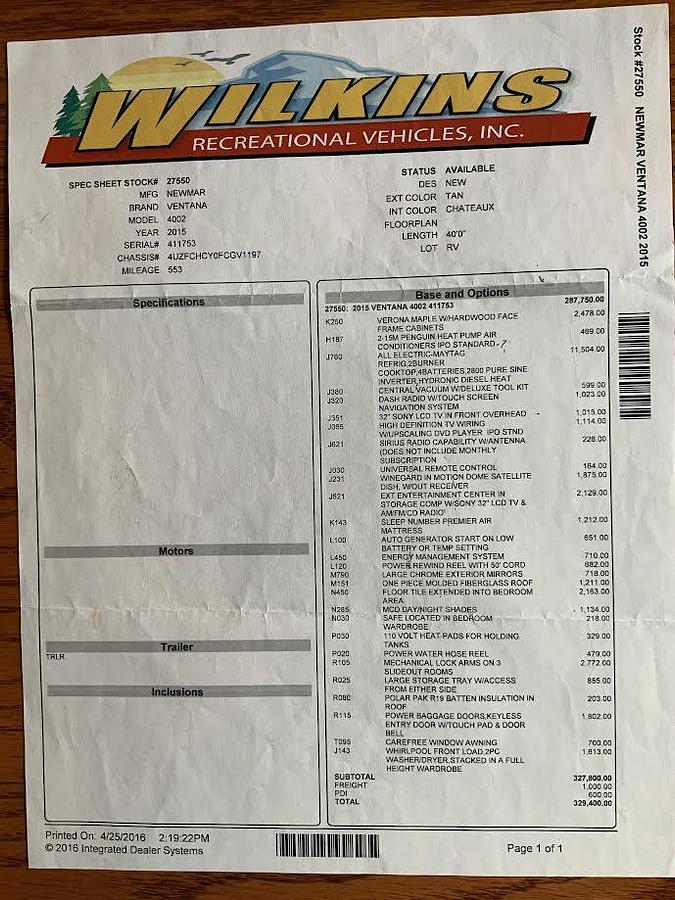 WILKINS
RECREATIONAL VEHICLES, INC.
Stock #27550 NEWMAR VENTANA 4002 2015
SPEC SHEET STOCK# 27550
MFG NEWMAR
BRAND VENTANA
MODEL 4002
YEAR 2015
SERIAL# 411753
CHASSIS# 4UZFCHCY0FCGV1197
MILEAGE 553
STATUS AVAILABLE
DES NEW
EXT COLOR TAN
INT COLOR CHATEAUX
FLOORPLAN
LENGTH 40'0"
LOT RV
Specifications
Motors
Trailer
TRLR
Inclusions
Base and Options
27550: 2015 VENTANA 4002 411753 287,750.00
K250 VERONA MAPLE W/HARDWOOD FACE 2,478.00
FRAME CABINETS
H187 2-15M PENGUIN HEAT PUMP AIR 469.00
CONDITIONERS IPO STANDARD -?
J760 ALL ELECTRIC-MAYTAG 11,504.00
REFRIG,2BURNER
COOKTOP,4BATTERIES,2800 PURE SINE
INVERTER,HYDRONIC DIESEL HEAT
J380 CENTRAL VACUUM W/DELUXE TOOL KIT 599.00
J320 DASH RADIO W/TOUCH SCREEN 1,023.00
NAVIGATION SYSTEM
J351 32" SONY LCD TV IN FRONT OVERHEAD 1,015.00
J065 HIGH DEFINITION TV WIRING 1,114.00
W/UPSCALING DVD PLAYER IPO STND
J621 SIRIUS RADIO CAPABILITY W/ANTENNA 228.00
(DOES NOT INCLUDE MONTHLY
SUBSCRIPTION
J030 UNIVERSAL REMOTE CONTROL 164.00
J231 WINEGARD IN MOTION DOME SATELLITE 1,875.00
DISH, W/OUT RECEIVER
J521 EXT ENTERTAINMENT CENTER IN 2,129.00
STORAGE COMP W/SONY 32" LCD TV &
AM/FM/CD RADIO
K143 SLEEP NUMBER PREMIER AIR 1,212.00
MATTRESS
L100 AUTO GENERATOR START ON LOW 651.00
BATTERY OR TEMP SETTING
L450 ENERGY MANAGEMENT SYSTEM 710.00
L120 POWER REWIND REEL WITH 50' CORD 682.00
M790 LARGE CHROME EXTERIOR MIRRORS 718.00
M151 ONE PIECE MOLDED FIBERGLASS ROOF 1,211.00
N450 FLOOR TILE EXTENDED INTO BEDROOM 2,163.00
AREA
N285 MCD DAY/NIGHT SHADES 1,134.00
N030 SAFE LOCATED IN BEDROOM 218.00
WARDROBE
P030 110 VOLT HEAT PADS FOR HOLDING 329.00
TANKS
P020 POWER WATER HOSE REEL 479.00
R105 MECHANICAL LOCK ARMS ON 3 2,772.00
SLIDEOUT ROOMS
R025 LARGE STORAGE TRAY W/ACCESS 855.00
FROM EITHER SIDE
R080 POLAR PAK R19 BATTEN INSULATION IN 203.00
ROOF
R115 POWER BAGGAGE DOORS,KEYLESS 1,802.00
ENTRY DOOR W/TOUCH PAD & DOOR
BELL
T095 CAREFREE WINDOW AWNING 700.00
J143 WHIRLPOOL FRONT LOAD,2PC 1,613.00
WASHER/DRYER,STACKED IN A FULL
HEIGHT WARDROBE
SUBTOTAL 327,800.00
FREIGHT 1,000.00
PDI 600.00
TOTAL 329,400.00
Printed On: 4/25/2016 2:19:22PM
© 2016 Integrated Dealer Systems
Page 1 of 1